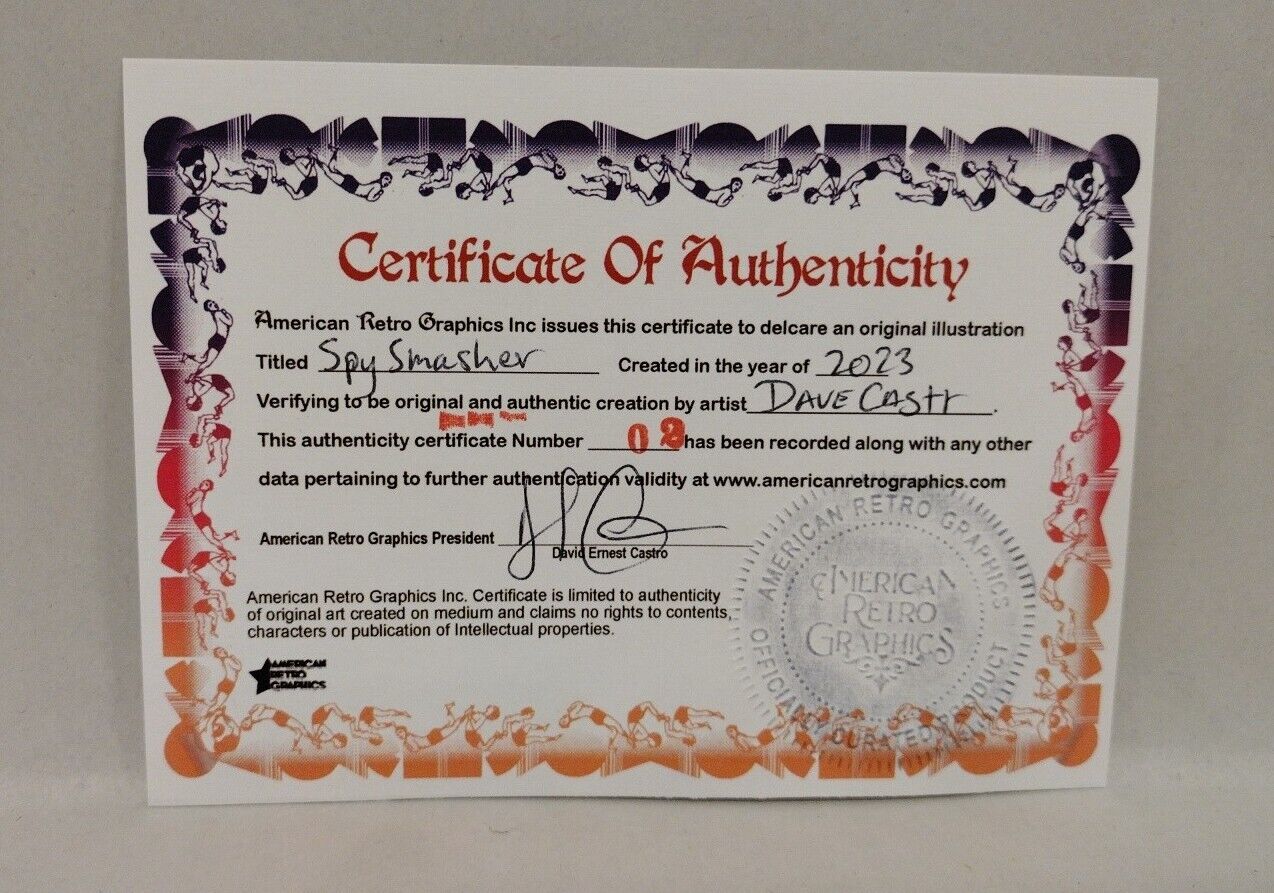 Certificate Of Authenticity
American Retro Graphics Inc issues this certificate to delcare an original illustration
Titled Spy Smasher Created in the year of 2023
Verifying to be original and authentic creation by artist DAVE CASTR.
This authenticity certificate Number 08 has been recorded along with any other
data pertaining to further authentication validity at www.americanretrographics.com
American Retro Graphics President
David Ernest Castro
American Retro Graphics Inc. Certificate is limited to authenticity
of original art created on medium and claims no rights to contents,
characters or publication of Intellectual properties.
AMERICAN
RETRO
GRAPHICS
AMERICAN RETRO GRAPHICS
AMERICAN
RETRO
GRAPHICS
OFFICIAL CURATED PRODUCT